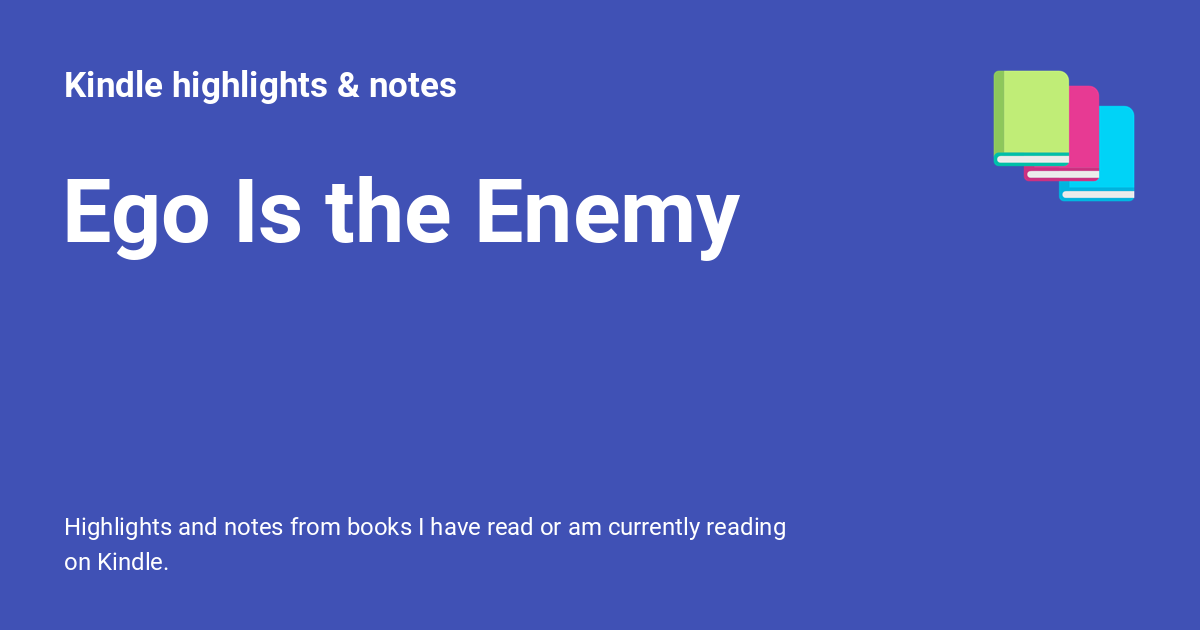 Kindle highlights & notes
Ego Is the Enemy
Highlights and notes from books I have read or am currently reading
on Kindle.